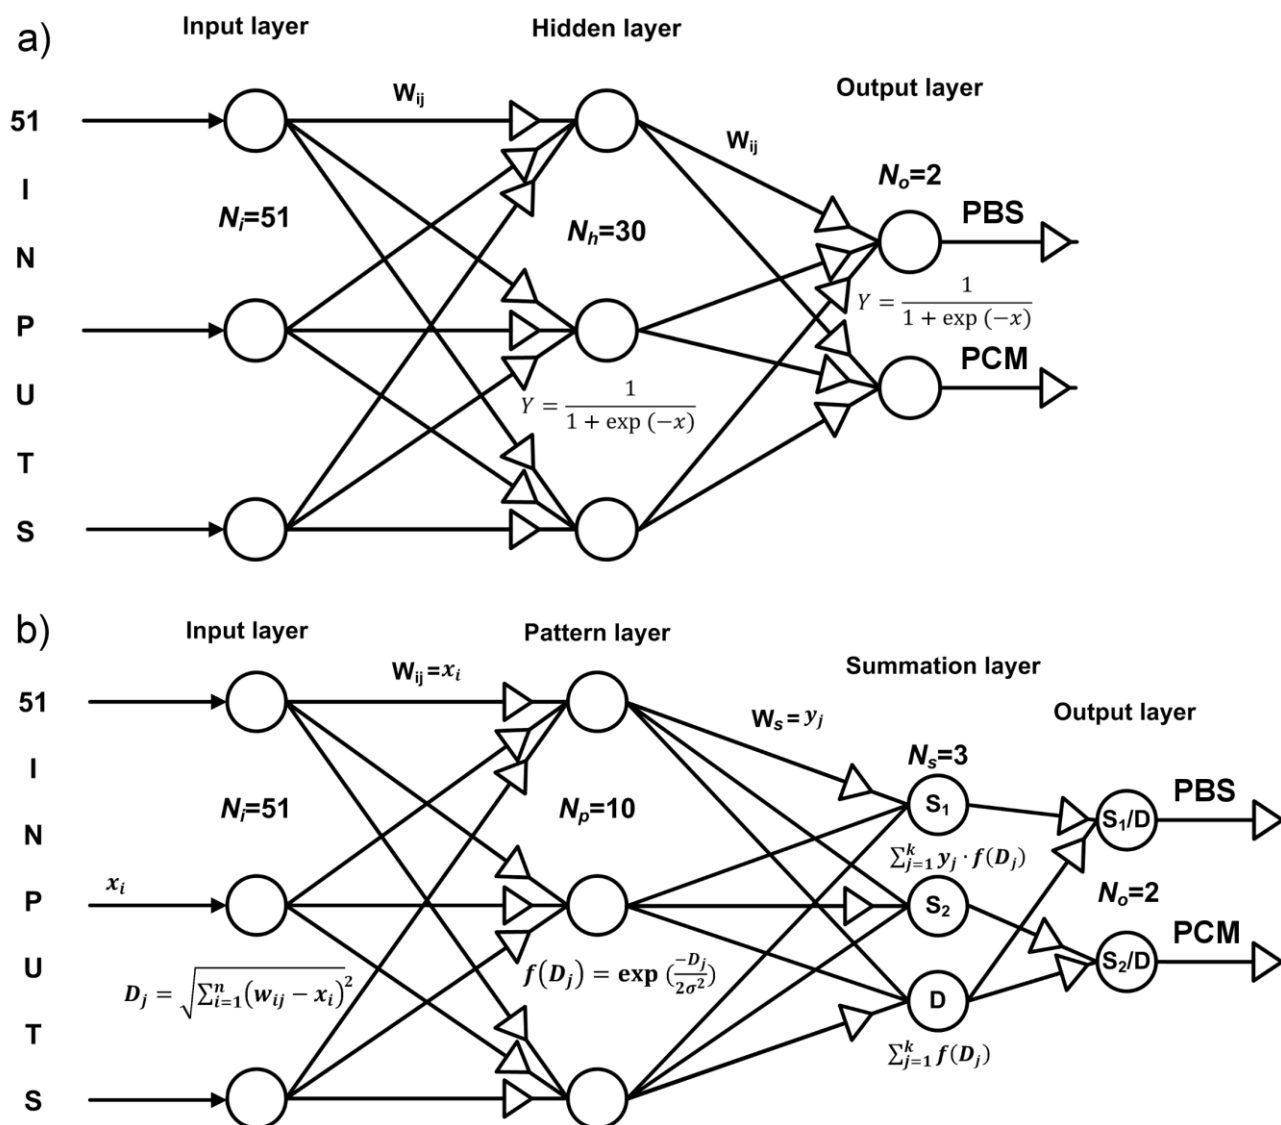 a)
Input layer
Hidden layer
Output layer
51
I
N
P
U
T
S
W_ij
W_ij
N_i=51
N_h=30
N_o=2
PBS
Y = 1/(1 + exp (−x))
PCM
Y = 1/(1 + exp (−x))
b)
Input layer
Pattern layer
Summation layer
Output layer
51
I
N
P
U
T
S
W_ij = x_i
W_s = y_j
N_i=51
N_p=10
N_s=3
S_1
S_1/D
PBS
∑_{j=1}^{k} y_j · f(D_j)
x_i
S_2
N_o=2
S_2/D
PCM
D_j = √(∑_{i=1}^{n} (w_ij − x_i)^2)
f(D_j) = exp (−D_j/2σ^2)
D
∑_{j=1}^{k} f(D_j)